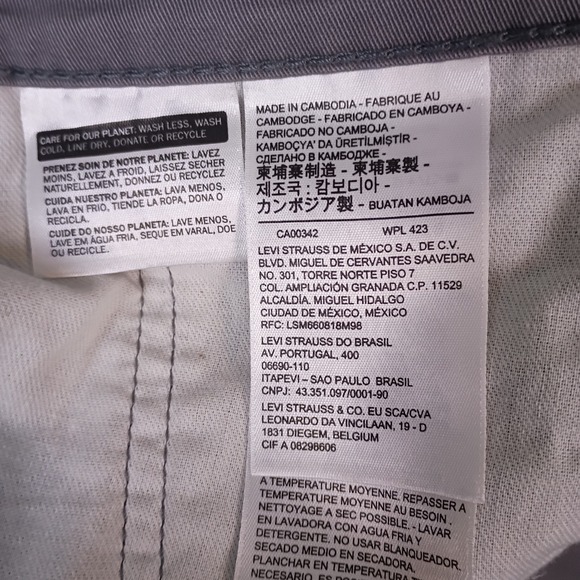 CARE FOR OUR PLANET: WASH LESS, WASH
COLD, LINE DRY, DONATE OR RECYCLE
PRENEZ SOIN DE NOTRE PLANETE: LAVEZ
MOINS, LAVEZ A FROID, LAISSEZ SECHER
NATURELLEMENT, DONNEZ OU RECYCLEZ
CUIDA NUESTRO PLANETA: LAVA MENOS,
LAVA EN FRIO, TIENDE LA ROPA, DONA O
RECICLA
CUIDE DO NOSSO PLANETA: LAVE MENOS,
LAVE EM ÁGUA FRIA, SEQUE EM VARAL, DOE
OU RECICLE.
MADE IN CAMBODIA - FABRIQUE AU
CAMBODGE - FABRICADO EN CAMBOYA -
FABRICADO NO CAMBOJA -
KAMBOÇYA' DA ÜRETİLMİŞTİR -
СДЕЛАНО В КАМБОДЖЕ -
柬埔寨制造 - 柬埔寨製 -
제조국 : 캄보디아 -
カンボジア製 - BUATAN KAMBOJA
CA00342 WPL 423
LEVI STRAUSS DE MÉXICO S.A. DE C.V.
BLVD. MIGUEL DE CERVANTES SAAVEDRA
NO. 301, TORRE NORTE PISO 7
COL. AMPLIACIÓN GRANADA C.P. 11529
ALCALDÍA. MIGUEL HIDALGO
CIUDAD DE MÉXICO, MÉXICO
RFC: LSM660818M98
LEVI STRAUSS DO BRASIL
AV. PORTUGAL, 400
06690-110
ITAPEVI – SAO PAULO BRASIL
CNPJ: 43.351.097/0001-90
LEVI STRAUSS & CO. EU SCA/CVA
LEONARDO DA VINCILAAN, 19 - D
1831 DIEGEM, BELGIUM
CIF A 08298606
A TEMPERATURE MOYENNE. REPASSER A
TEMPERATURE MOYENNE AU BESOIN.
NETTOYAGE A SEC POSSIBLE. - LAVAR
EN LAVADORA CON AGUA FRIA Y
DETERGENTE. NO USAR BLANQUEADOR.
SECADO MEDIO EN SECADORA.
PLANCHAR EN TEMPERATURA